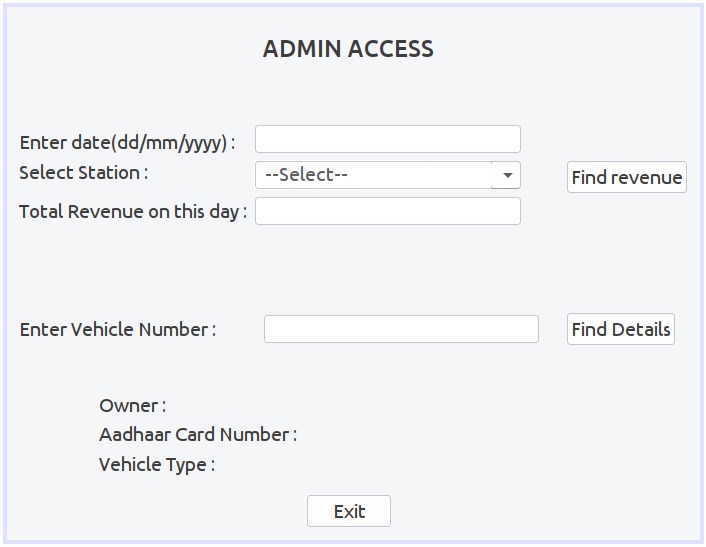 ADMIN ACCESS
Enter date(dd/mm/yyyy) :
Select Station :
--Select--
Find revenue
Total Revenue on this day :
Enter Vehicle Number :
Find Details
Owner :
Aadhaar Card Number :
Vehicle Type :
Exit